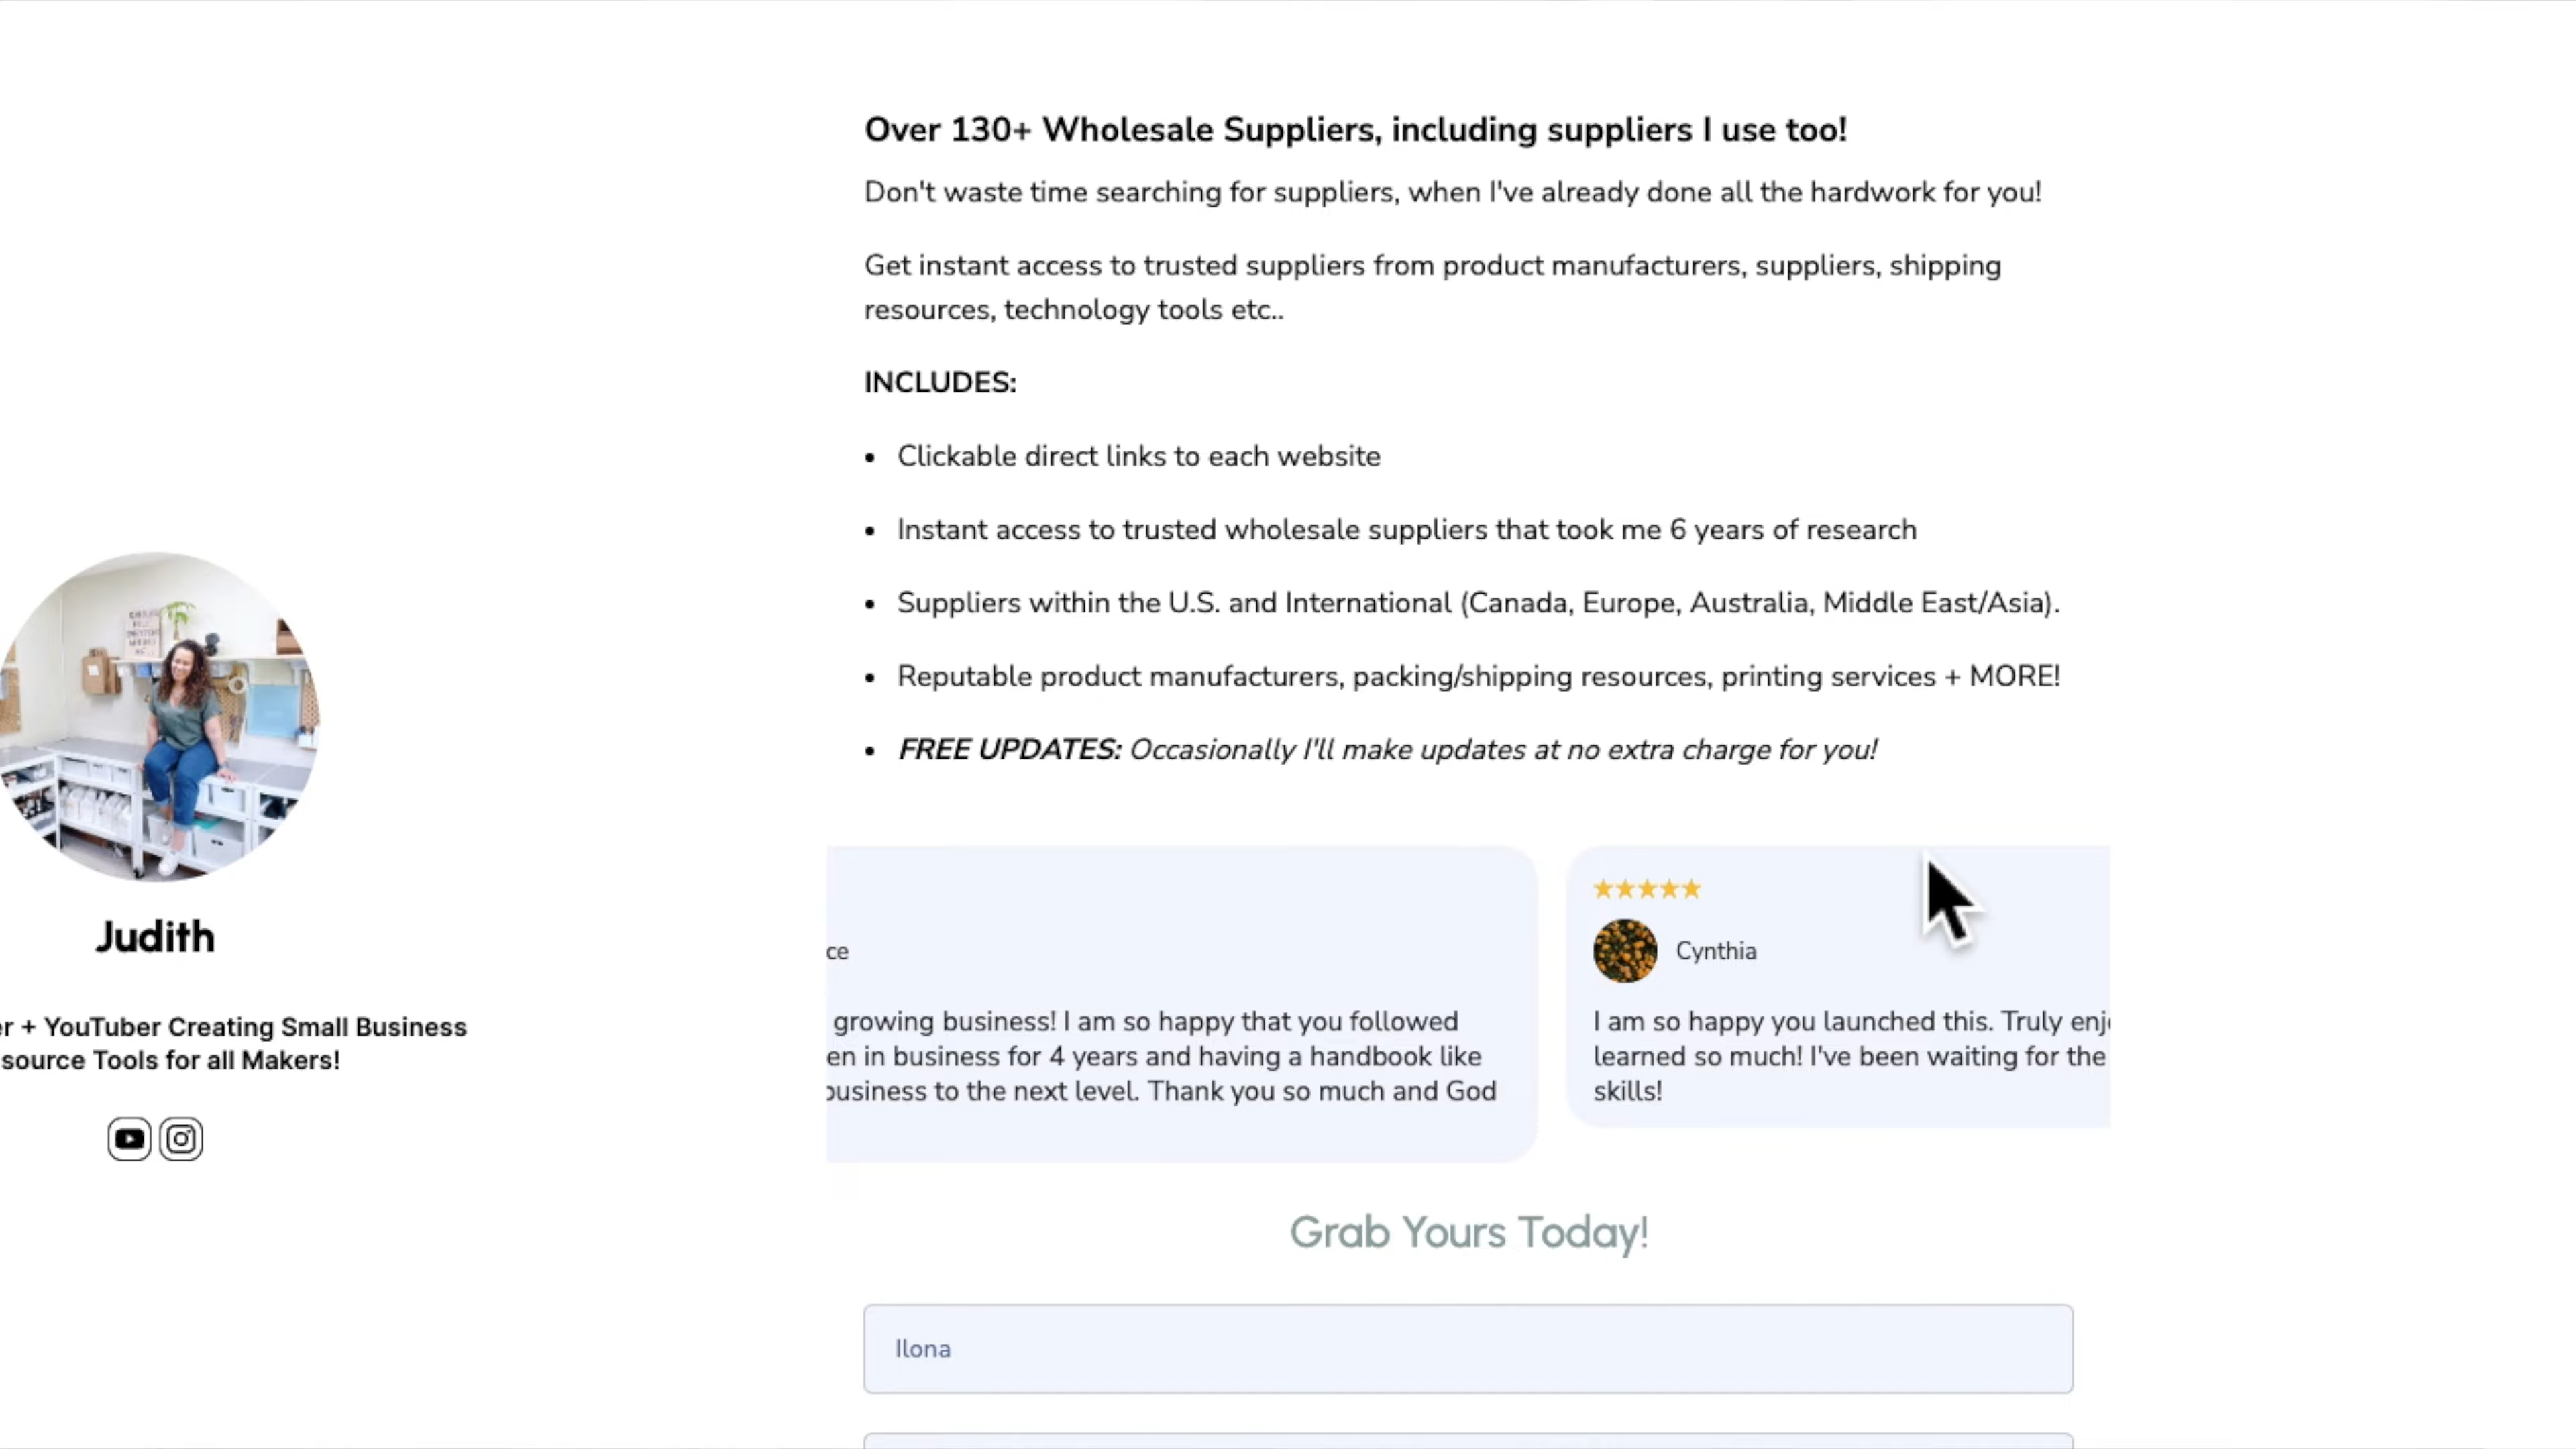 Over 130+ Wholesale Suppliers, including suppliers I use too!
Don't waste time searching for suppliers, when I've already done all the hardwork for you!
Get instant access to trusted suppliers from product manufacturers, suppliers, shipping
resources, technology tools etc..
INCLUDES:
• Clickable direct links to each website
• Instant access to trusted wholesale suppliers that took me 6 years of research
• Suppliers within the U.S. and International (Canada, Europe, Australia, Middle East/Asia).
• Reputable product manufacturers, packing/shipping resources, printing services + MORE!
• FREE UPDATES: Occasionally I'll make updates at no extra charge for you!
Judith
+ YouTuber Creating Small Business
Tools for all Makers!
growing business! I am so happy that you followed
in business for 4 years and having a handbook like
business to the next level. Thank you so much and God
★★★★★
Cynthia
I am so happy you launched this. Truly
learned so much! I've been waiting for the
skills!
Grab Yours Today!
Ilona